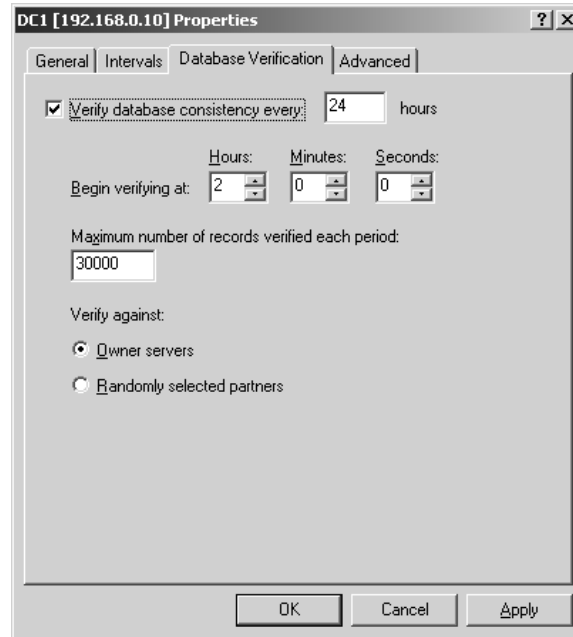 DC1 [192.168.0.10] Properties ? ×
General Intervals Database Verification Advanced
Verify database consistency every: 24 hours
Hours: Minutes: Seconds:
Begin verifying at: 2 0 0
Maximum number of records verified each period:
30000
Verify against:
Owner servers
Randomly selected partners
OK Cancel Apply